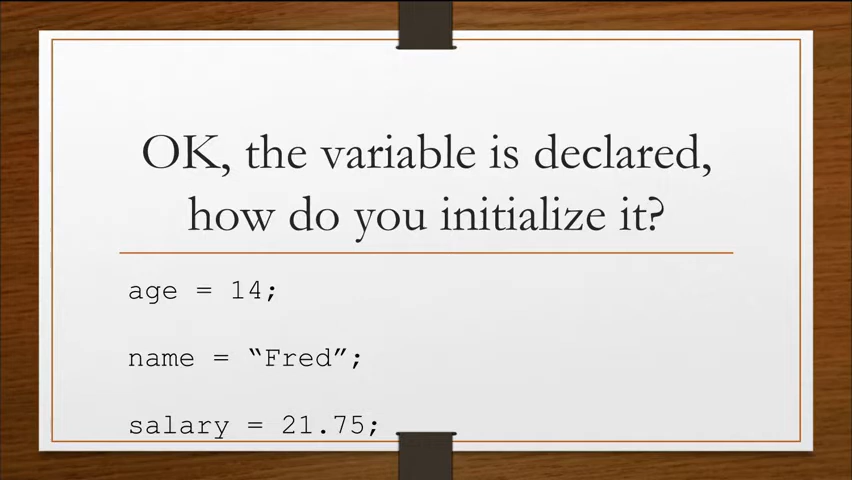 OK, the variable is declared,
how do you initialize it?
age = 14;
name = “Fred”;
salary = 21.75;